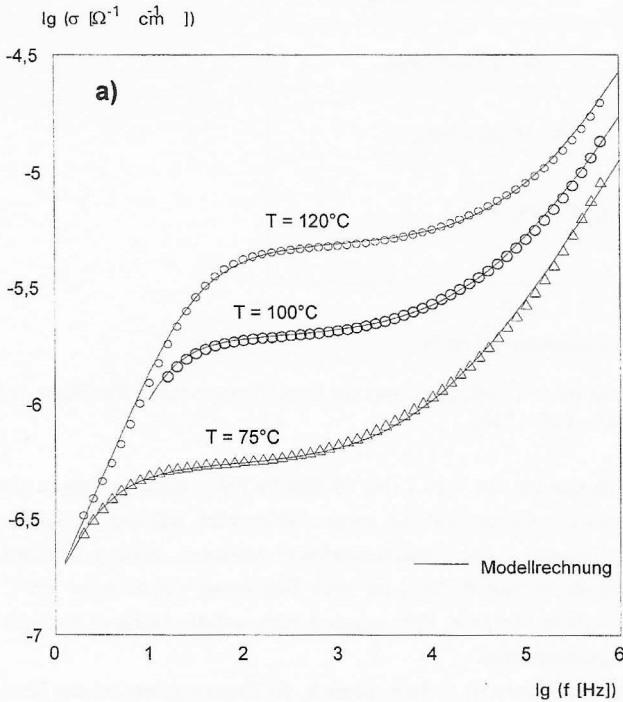 lg (σ [Ω⁻¹ cm⁻¹ ])
-4,5
a)
-5
T = 120°C
-5,5
T = 100°C
-6
T = 75°C
-6,5
Modellrechnung
-7
0 1 2 3 4 5 6
lg (f [Hz])